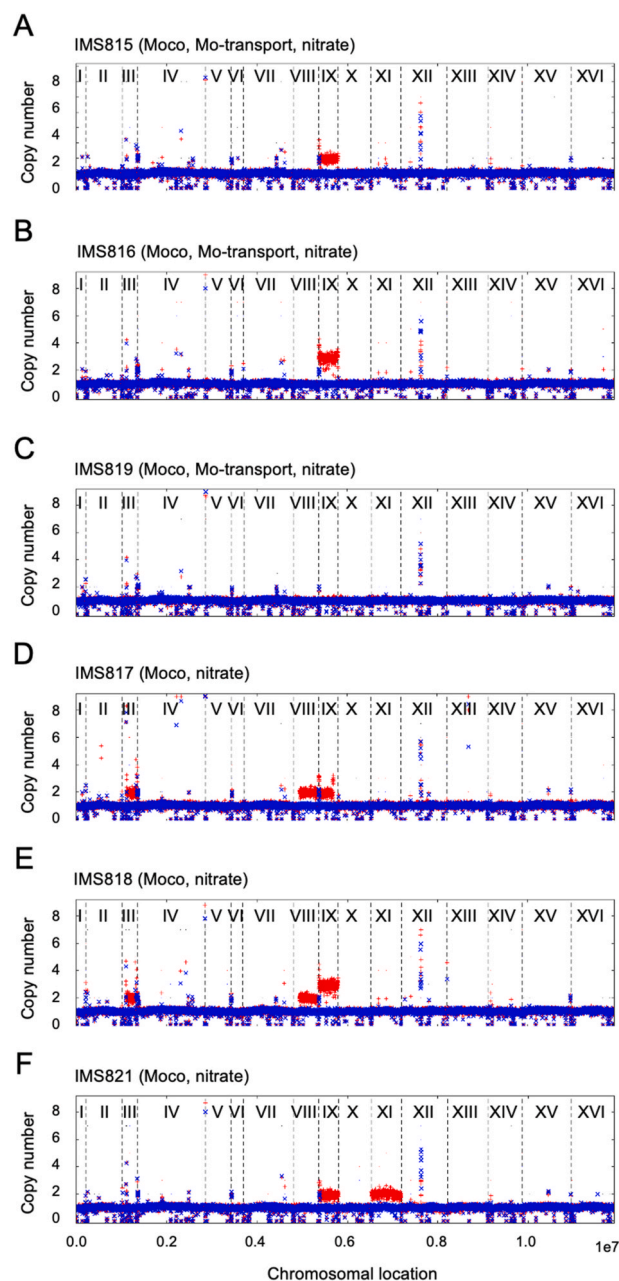 A
IMS815 (Moco, Mo-transport, nitrate)
I II III IV V VI VII VIII IX X XI XII XIII XIV XV XVI
8
6
4
2
0
Copy number
B
IMS816 (Moco, Mo-transport, nitrate)
I II III IV V VI VII VIII IX X XI XII XIII XIV XV XVI
8
6
4
2
0
Copy number
C
IMS819 (Moco, Mo-transport, nitrate)
I II III IV V VI VII VIII IX X XI XII XIII XIV XV XVI
8
6
4
2
0
Copy number
D
IMS817 (Moco, nitrate)
I II III IV V VI VII VIII IX X XI XII XIII XIV XV XVI
8
6
4
2
0
Copy number
E
IMS818 (Moco, nitrate)
I II III IV V VI VII VIII IX X XI XII XIII XIV XV XVI
8
6
4
2
0
Copy number
F
IMS821 (Moco, nitrate)
I II III IV V VI VII VIII IX X XI XII XIII XIV XV XVI
8
6
4
2
0
Copy number
0.0 0.2 0.4 0.6 0.8 1.0
1e7
Chromosomal location